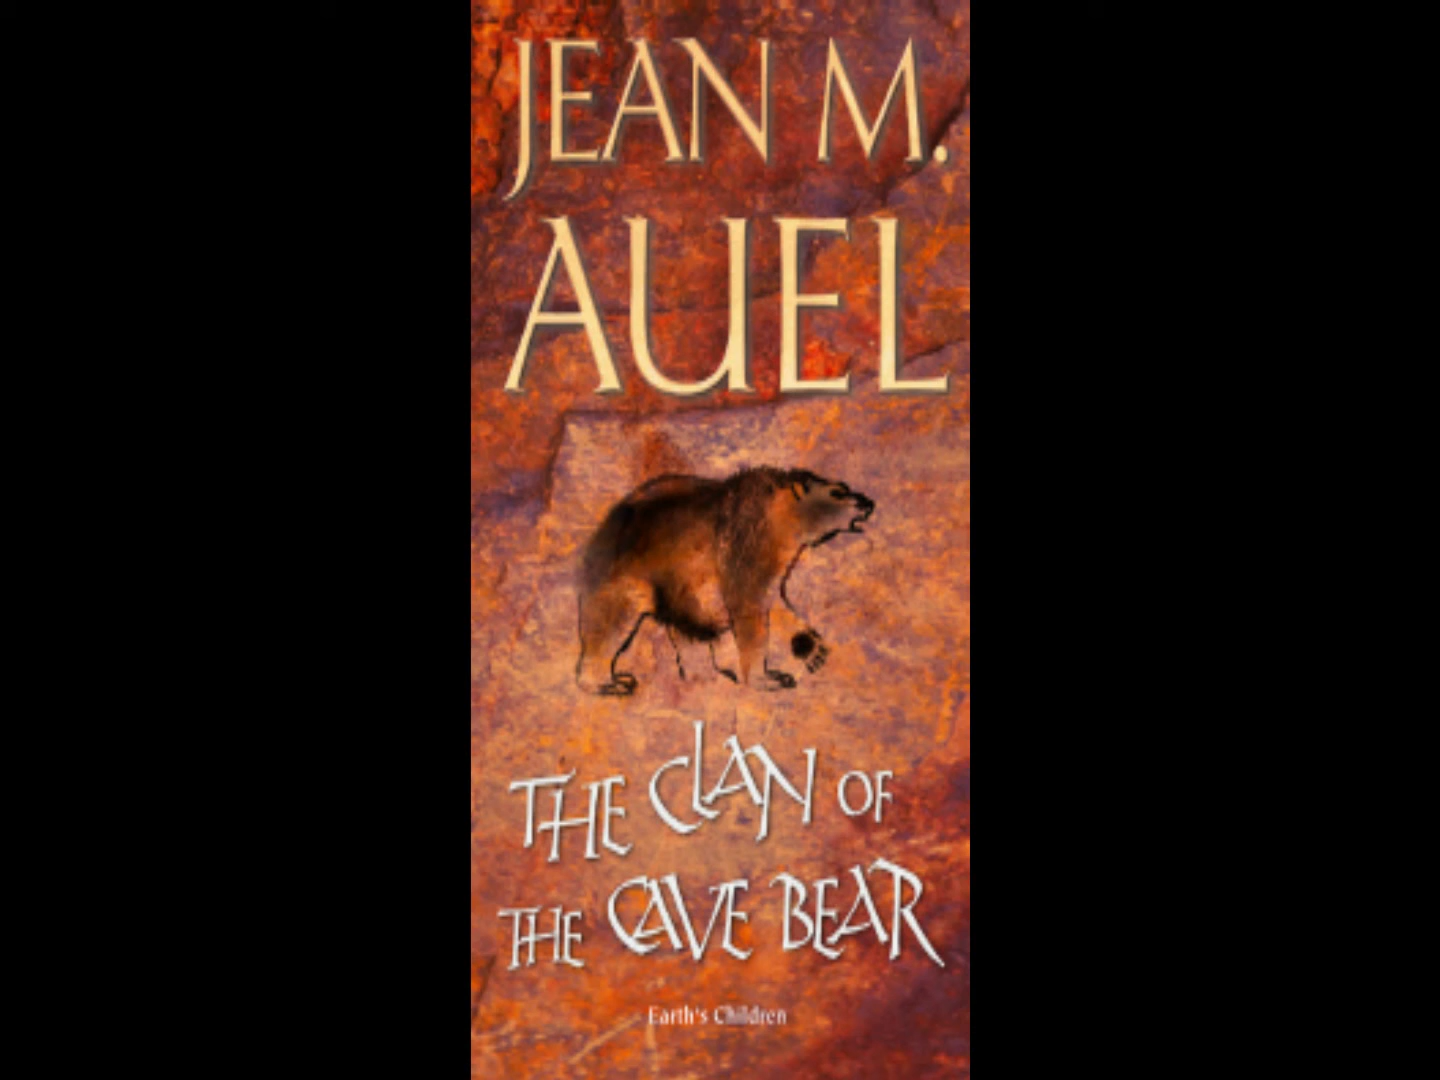 JEAN M.
AUEL
THE CLAN OF
THE CAVE BEAR
Earth's Children